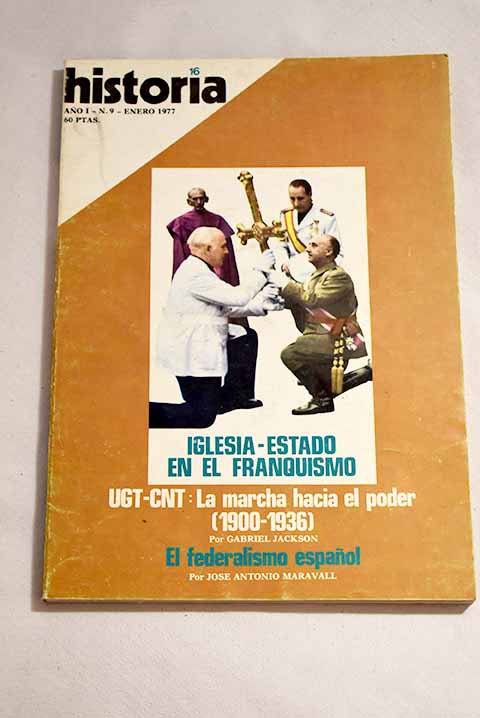 16
historia
AÑO I - N. 9 - ENERO 1977
60 PTAS.
IGLESIA-ESTADO
EN EL FRANQUISMO
UGT-CNT: La marcha hacia el poder
(1900-1936)
Por GABRIEL JACKSON
El federalismo español
Por JOSE ANTONIO MARAVALL